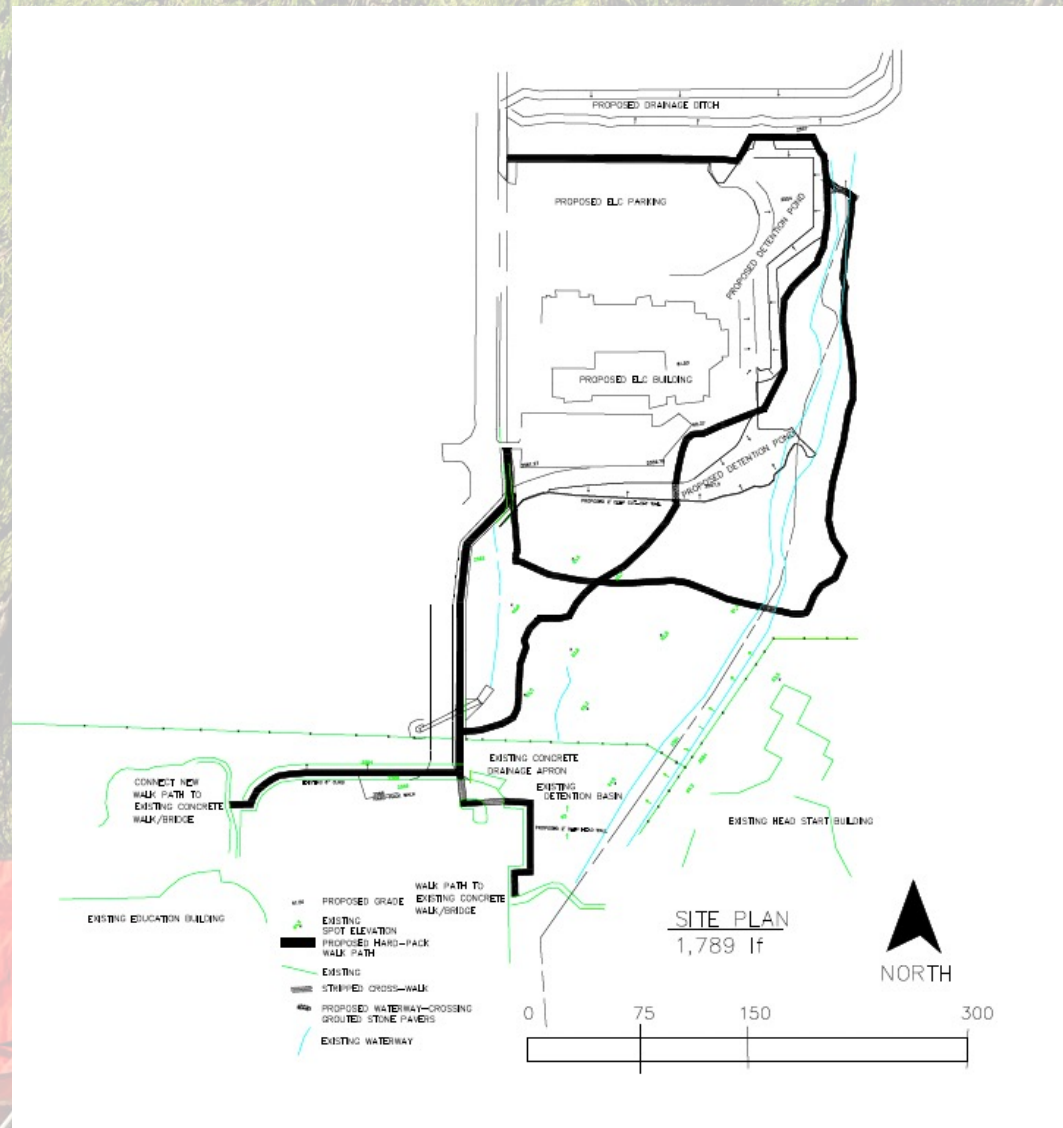 PROPOSED DRAINAGE DITCH
PROPOSED ELC PARKING
PROPOSED DETENTION POND
PROPOSED ELC BUILDING
PROPOSED DETENTION POND
EXISTING CONCRETE
DRAINAGE APRON
EXISTING
DETENTION BASIN
CONNECT NEW
WALK PATH TO
EXISTING CONCRETE
WALK/BRIDGE
EXISTING HEAD START BUILDING
EXISTING EDUCATION BUILDING
WALK PATH TO
EXISTING CONCRETE
WALK/BRIDGE
PROPOSED GRADE
EXISTING
SPOT ELEVATION
PROPOSED HARD-PACK
WALK PATH
EXISTING
STRIPPED CROSS-WALK
PROPOSED WATERWAY-CROSSING
GROUTED STONE PAVERS
EXISTING WATERWAY
SITE PLAN
1,789 lf
NORTH
0 75 150 300